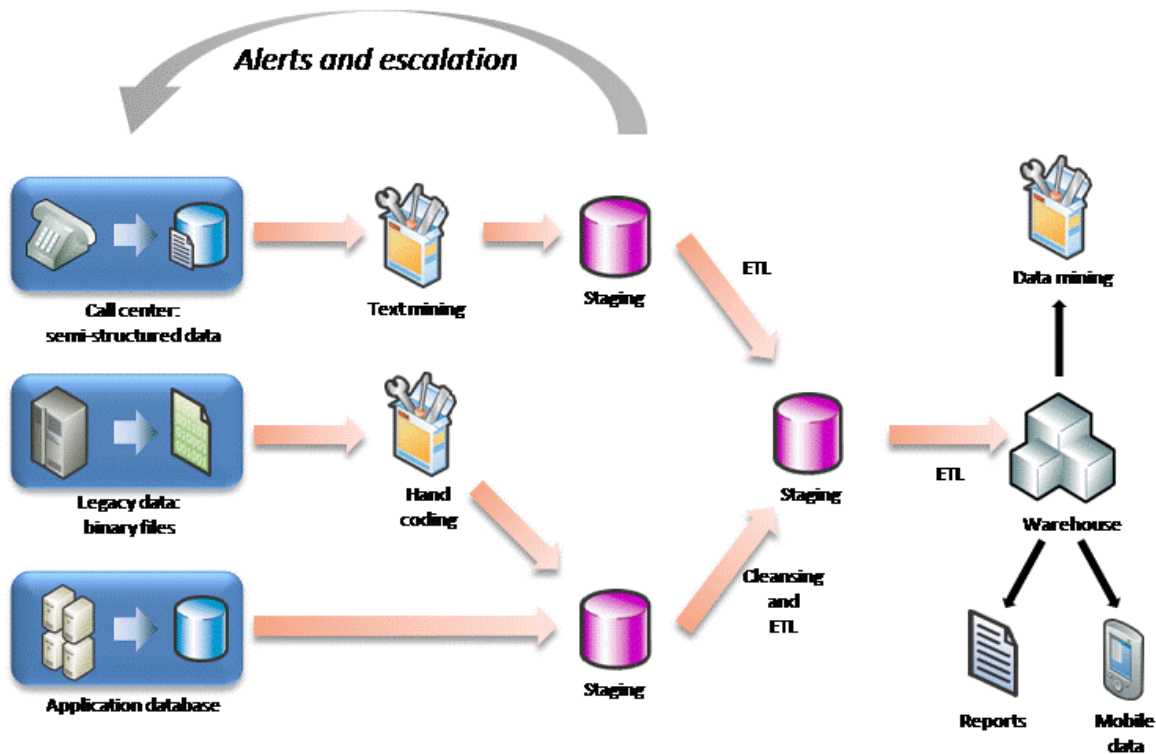 Alerts and escalation
Call center:
semi-structured data
Text mining
Staging
ETL
Data mining
Legacy data:
binary files
Hand
coding
Staging
ETL
Warehouse
Application database
Staging
Cleansing
and
ETL
Reports
Mobile
data